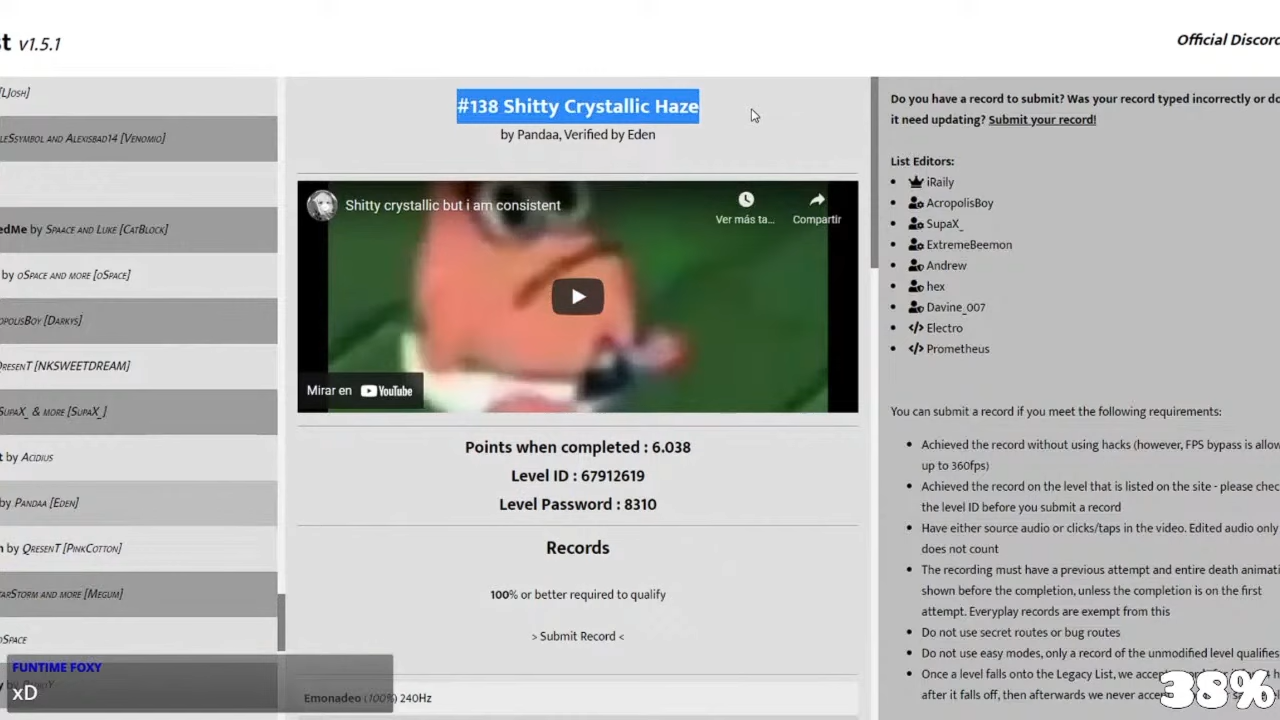 st v1.5.1
Official Discord
[LJosh]
leSsymbol and Alexisbad14 [Venomio]
edMe by Spaace and Luke [CatBlock]
by oSpace and more [oSpace]
opolisBoy [Darkys]
QresenT [NKSWEETDREAM]
SupaX_ & more [SupaX_]
t by Acidius
by Pandaa [Eden]
n by QresenT [PinkCotton]
tarStorm and more [Megum]
oSpace
FUNTIME FOXY
xD
#138 Shitty Crystallic Haze
by Pandaa, Verified by Eden
Shitty crystallic but i am consistent
Ver más ta...
Compartir
Mirar en YouTube
Points when completed : 6.038
Level ID : 67912619
Level Password : 8310
Records
100% or better required to qualify
> Submit Record <
Emonadeo (100%) 240Hz
Do you have a record to submit? Was your record typed incorrectly or do
it need updating? Submit your record!
List Editors:
iRaily
AcropolisBoy
SupaX_
ExtremeBeemon
Andrew
hex
Davine_007
Electro
Prometheus
You can submit a record if you meet the following requirements:
Achieved the record without using hacks (however, FPS bypass is allow
up to 360fps)
Achieved the record on the level that is listed on the site - please chec
the level ID before you submit a record
Have either source audio or clicks/taps in the video. Edited audio only
does not count
The recording must have a previous attempt and entire death animati
shown before the completion, unless the completion is on the first
attempt. Everyplay records are exempt from this
Do not use secret routes or bug routes
Do not use easy modes, only a record of the unmodified level qualifies
Once a level falls onto the Legacy List, we accep
after it falls off, then afterwards we never acce
38%